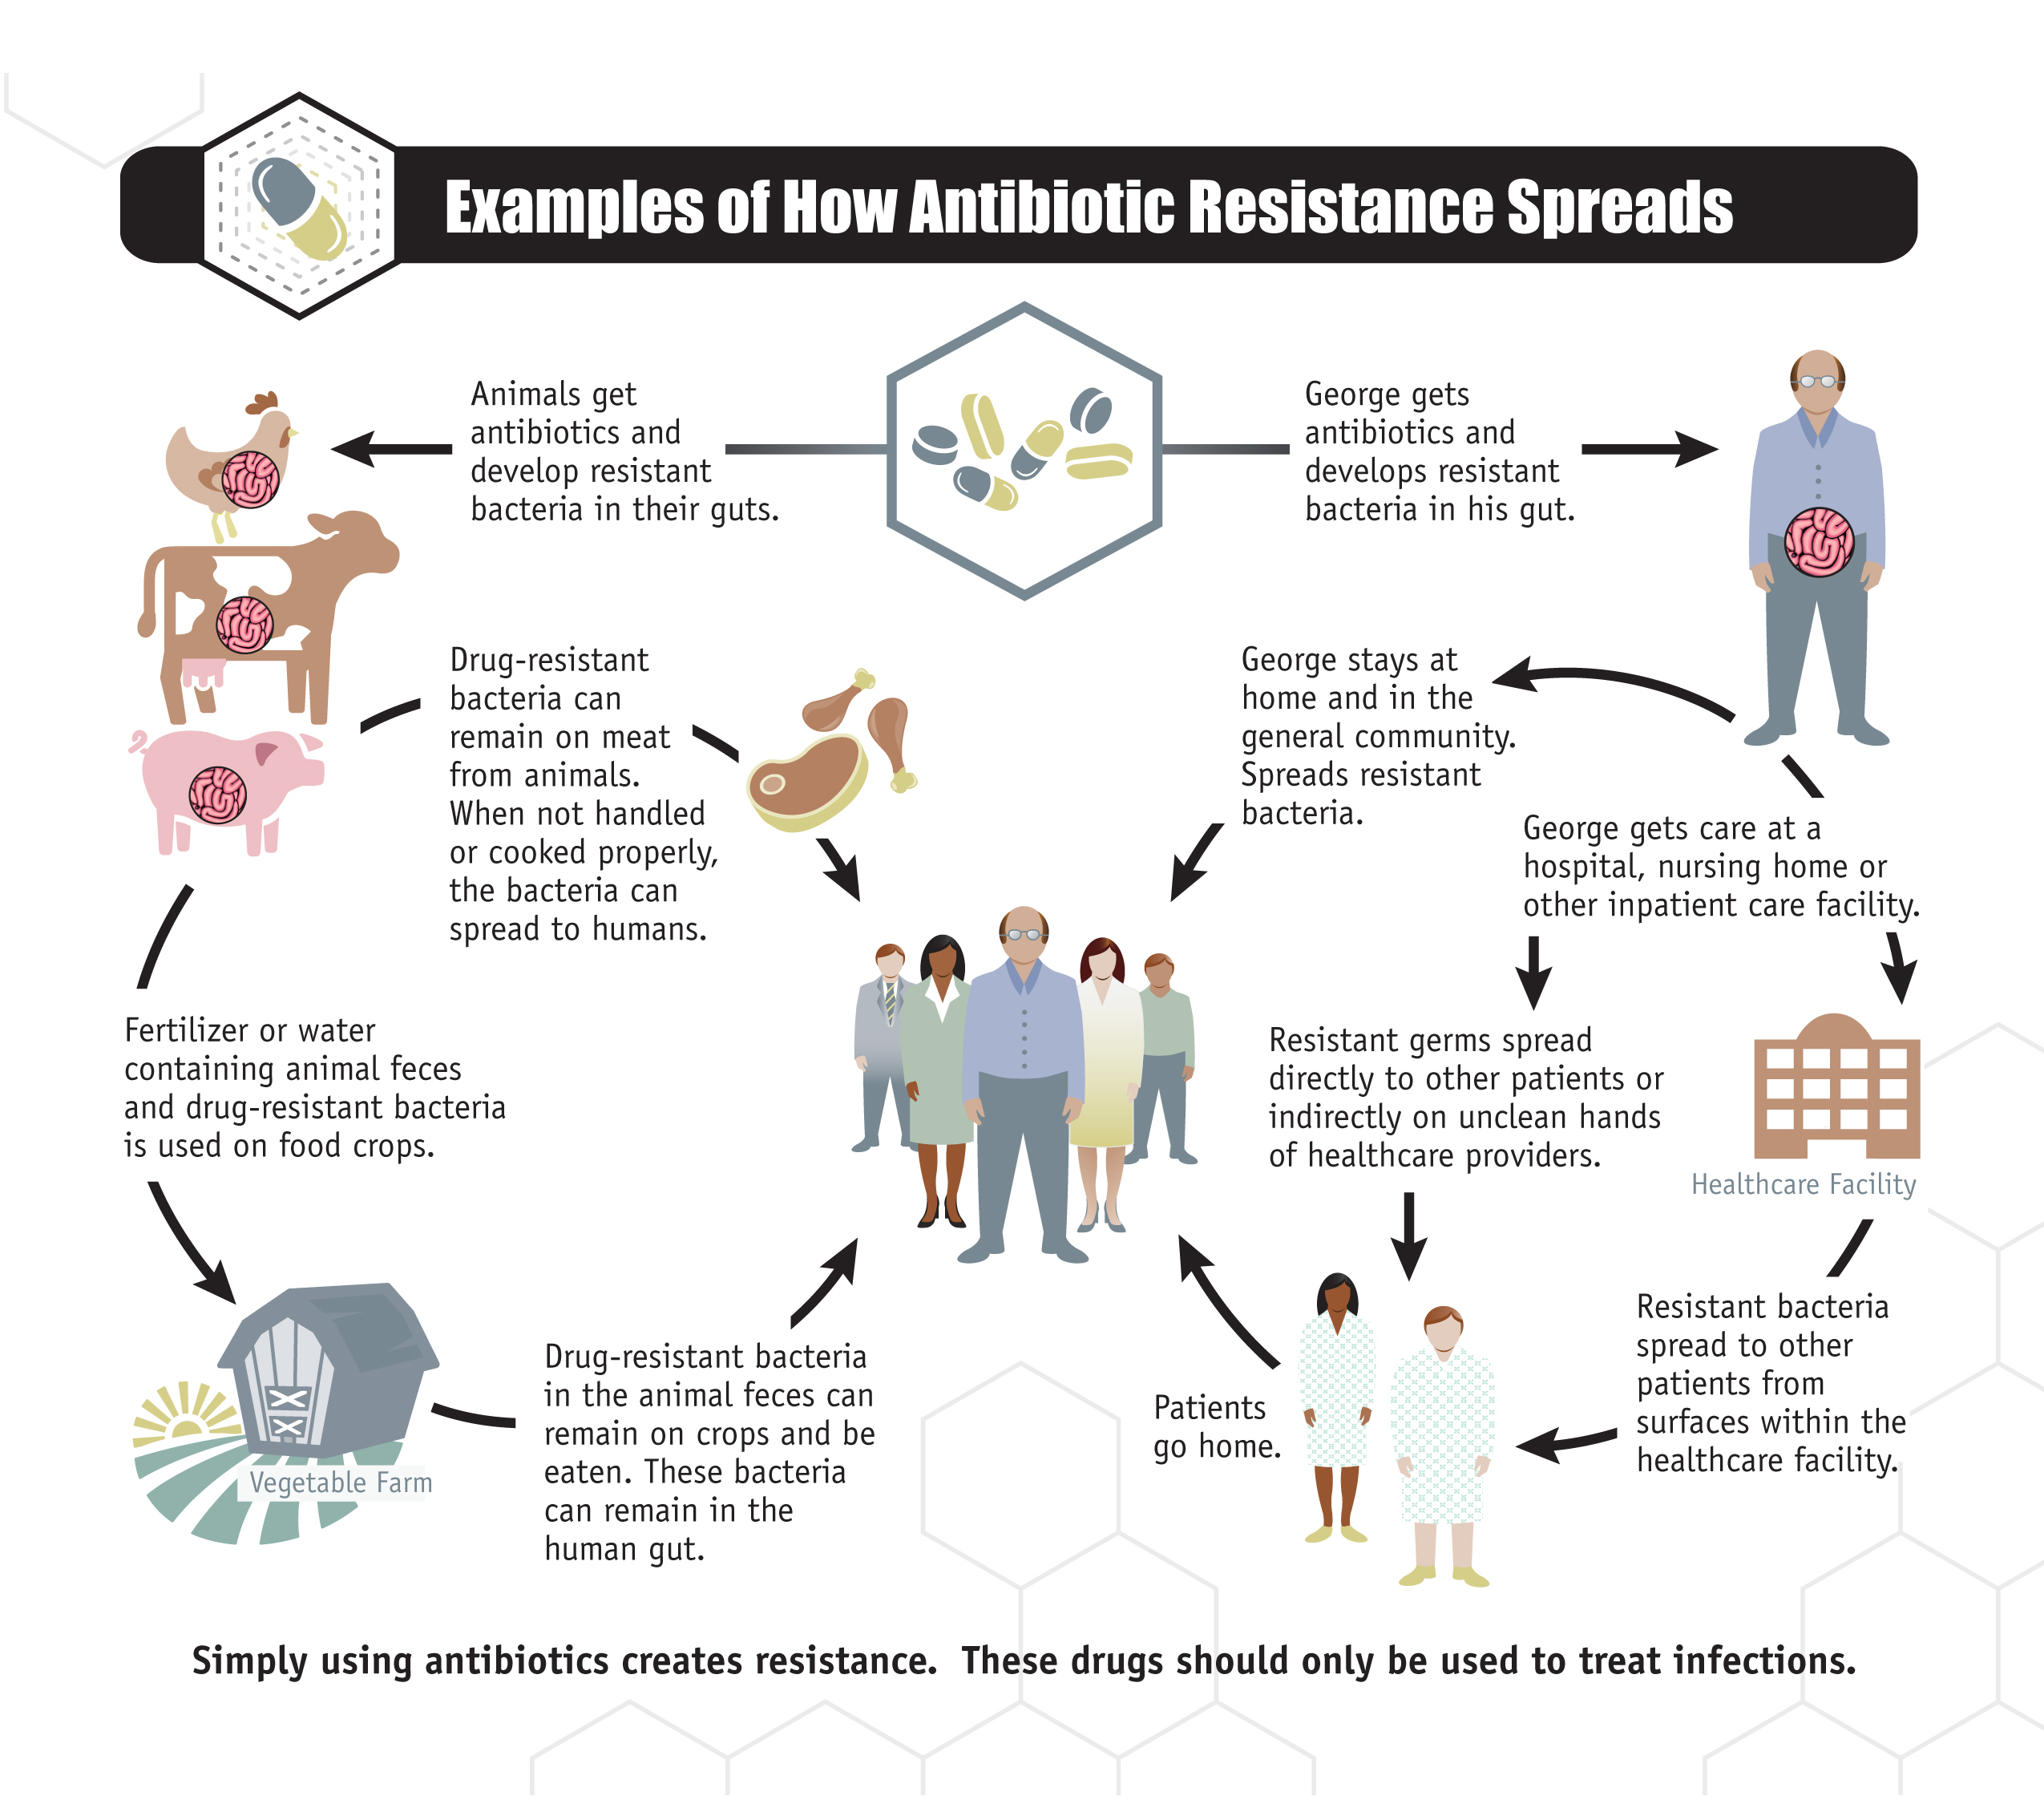 Examples of How Antibiotic Resistance Spreads
Animals get
antibiotics and
develop resistant
bacteria in their guts.
George gets
antibiotics and
develops resistant
bacteria in his gut.
Drug-resistant
bacteria can
remain on meat
from animals.
When not handled
or cooked properly,
the bacteria can
spread to humans.
George stays at
home and in the
general community.
Spreads resistant
bacteria.
George gets care at a
hospital, nursing home or
other inpatient care facility.
Fertilizer or water
containing animal feces
and drug-resistant bacteria
is used on food crops.
Resistant germs spread
directly to other patients or
indirectly on unclean hands
of healthcare providers.
Healthcare Facility
Vegetable Farm
Drug-resistant bacteria
in the animal feces can
remain on crops and be
eaten. These bacteria
can remain in the
human gut.
Patients
go home.
Resistant bacteria
spread to other
patients from
surfaces within the
healthcare facility.
Simply using antibiotics creates resistance. These drugs should only be used to treat infections.